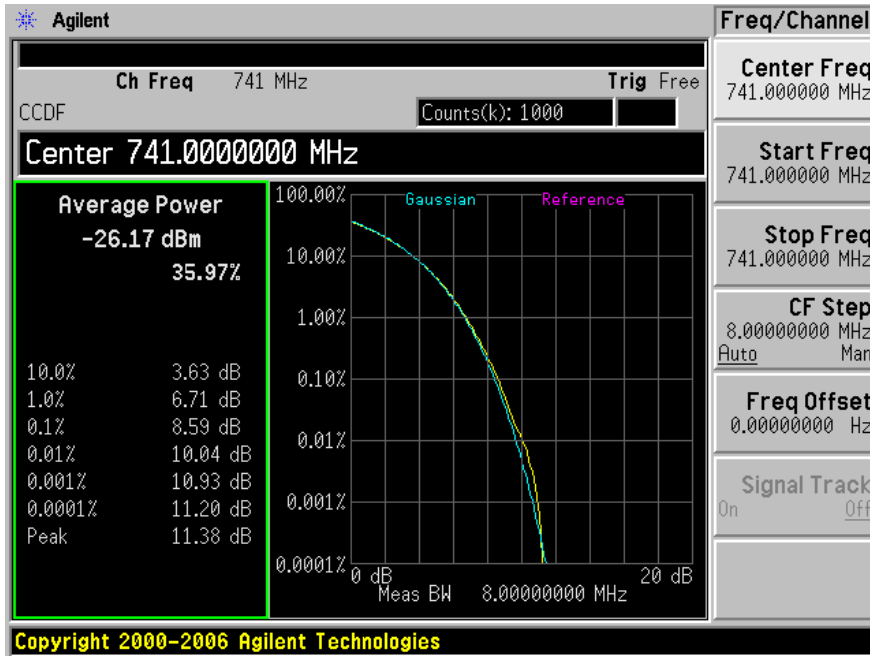 Agilent
Freq/Channel
Ch Freq 741 MHz Trig Free
CCDF
Counts(k): 1000
Center 741.0000000 MHz
Average Power
-26.17 dBm
35.97%
10.0% 3.63 dB
1.0% 6.71 dB
0.1% 8.59 dB
0.01% 10.04 dB
0.001% 10.93 dB
0.0001% 11.20 dB
Peak 11.38 dB
Gaussian Reference
100.00%
10.00%
1.00%
0.10%
0.01%
0.001%
0.0001%
0 dB 20 dB
Meas BW 8.00000000 MHz
Center Freq
741.000000 MHz
Start Freq
741.000000 MHz
Stop Freq
741.000000 MHz
CF Step
8.00000000 MHz
Auto Man
Freq Offset
0.00000000 Hz
Signal Track
On Off
Copyright 2000-2006 Agilent Technologies